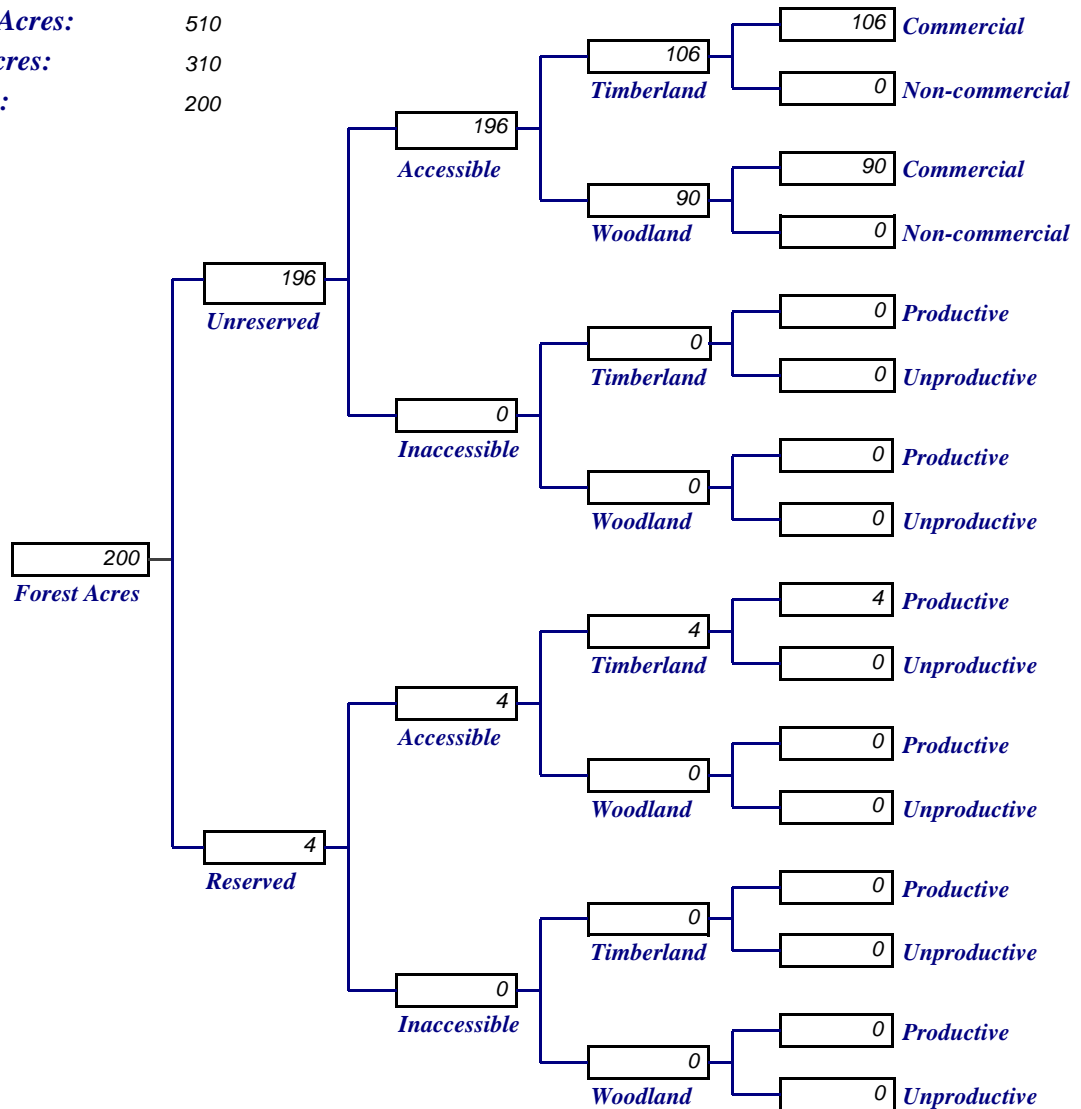 Acres: 510
cres: 310
: 200
106 Commercial
106
Timberland
0 Non-commercial
196
Accessible
90 Commercial
90
Woodland
0 Non-commercial
196
Unreserved
0 Productive
0
Timberland
0 Unproductive
0
Inaccessible
0 Productive
0
Woodland
0 Unproductive
200
Forest Acres
4 Productive
4
Timberland
0 Unproductive
4
Accessible
0 Productive
0
Woodland
0 Unproductive
4
Reserved
0 Productive
0
Timberland
0 Unproductive
0
Inaccessible
0 Productive
0
Woodland
0 Unproductive